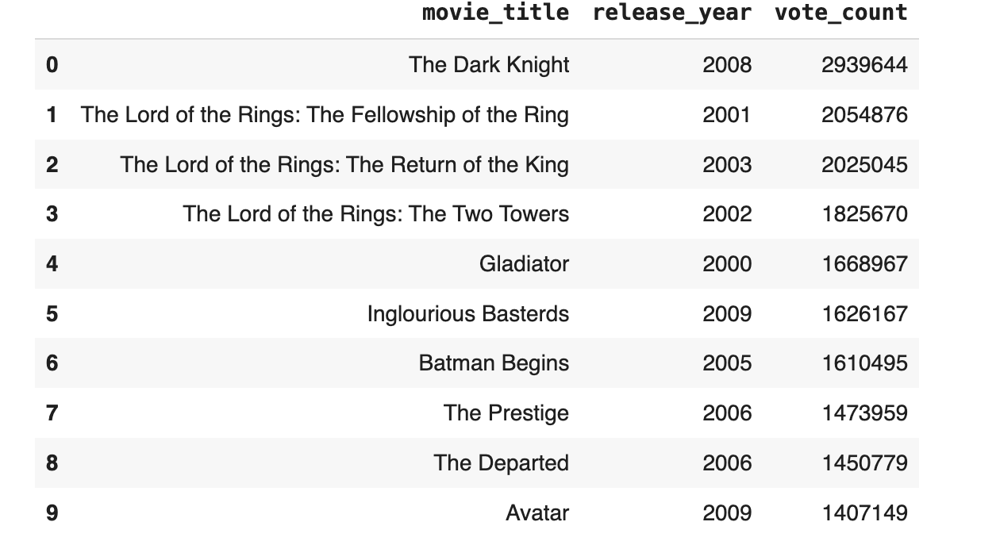 movie_title release_year vote_count
0 The Dark Knight 2008 2939644
1 The Lord of the Rings: The Fellowship of the Ring 2001 2054876
2 The Lord of the Rings: The Return of the King 2003 2025045
3 The Lord of the Rings: The Two Towers 2002 1825670
4 Gladiator 2000 1668967
5 Inglourious Basterds 2009 1626167
6 Batman Begins 2005 1610495
7 The Prestige 2006 1473959
8 The Departed 2006 1450779
9 Avatar 2009 1407149